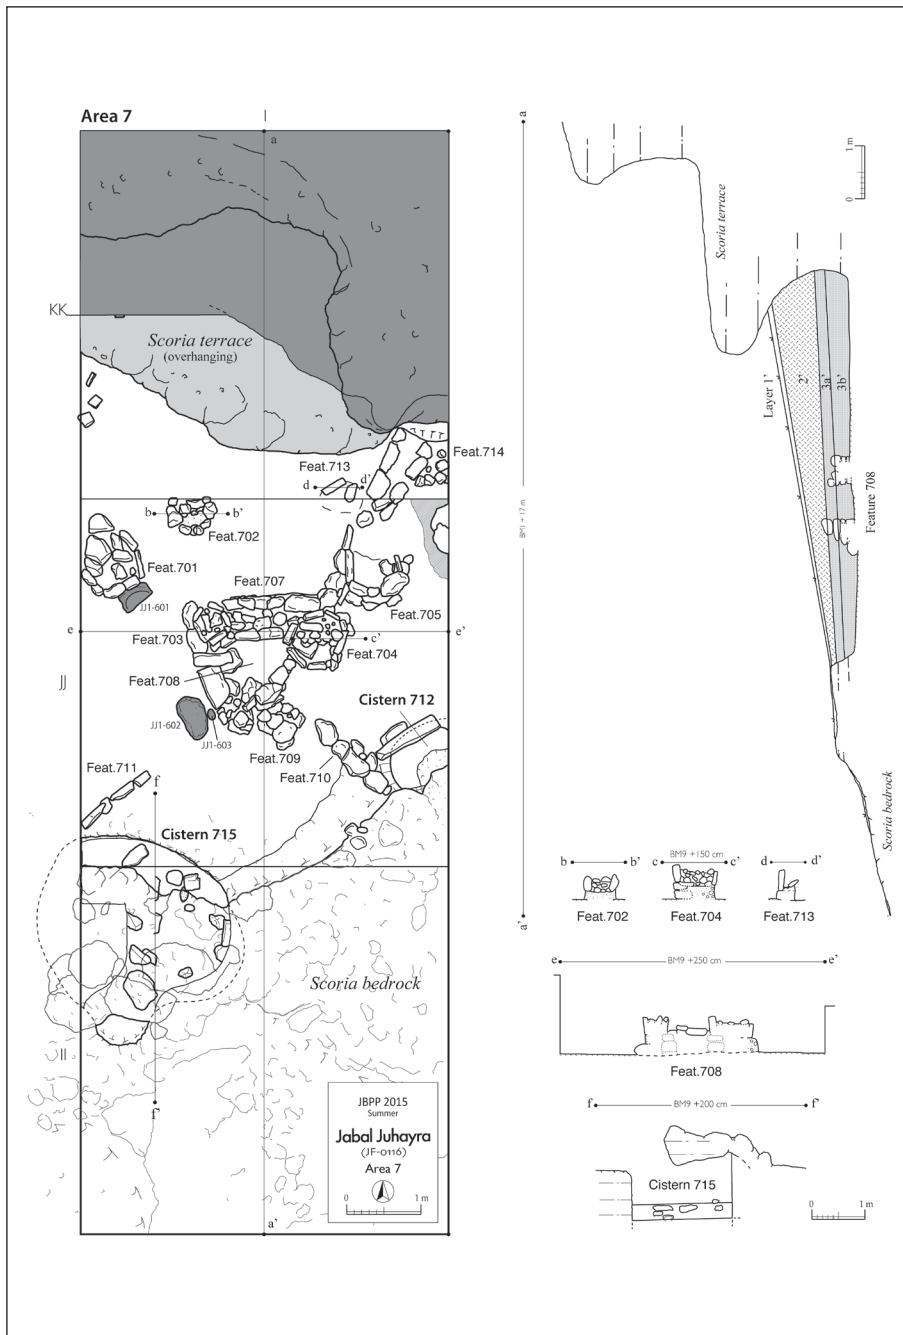 Area 7
I
a
KK
Scoria terrace
(overhanging)
Feat.713
Feat.714
d
d'
b
b'
Feat.702
Feat.701
JJ1-601
Feat.707
Feat.705
e
e'
Feat.703
c'
Feat.704
Feat.708
JJ
Cistern 712
JJ1-602
JJ1-603
Feat.709
Feat.710
Feat.711
f
Cistern 715
Scoria bedrock
II
f'
a'
JBPP 2015
Summer
Jabal Juhayra
(JF-0116)
Area 7
0 1 m
a
1 m
0
Scoria terrace
Layer 1'
2'
3a'
3b'
Feature 708
BM1 + 17 m
Scoria bedrock
a'
b b'
Feat.702
BM9 +150 cm
c c'
Feat.704
d d'
Feat.713
e BM9 +250 cm e'
Feat.708
f BM9 +200 cm f'
Cistern 715
0 1 m